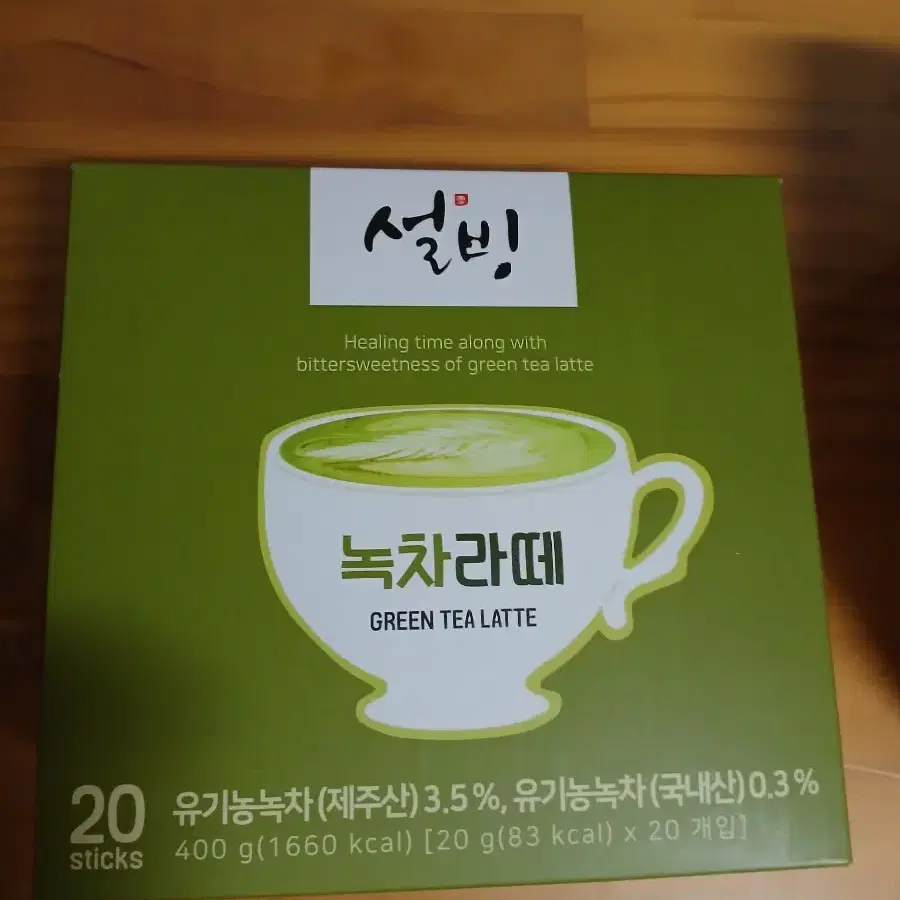 설빙
Healing time along with
bittersweetness of green tea latte
녹차라떼
GREEN TEA LATTE
20
sticks
유기농녹차(제주산)3.5%, 유기농녹차(국내산)0.3%
400 g(1660 kcal) [20 g(83 kcal) x 20 개입]